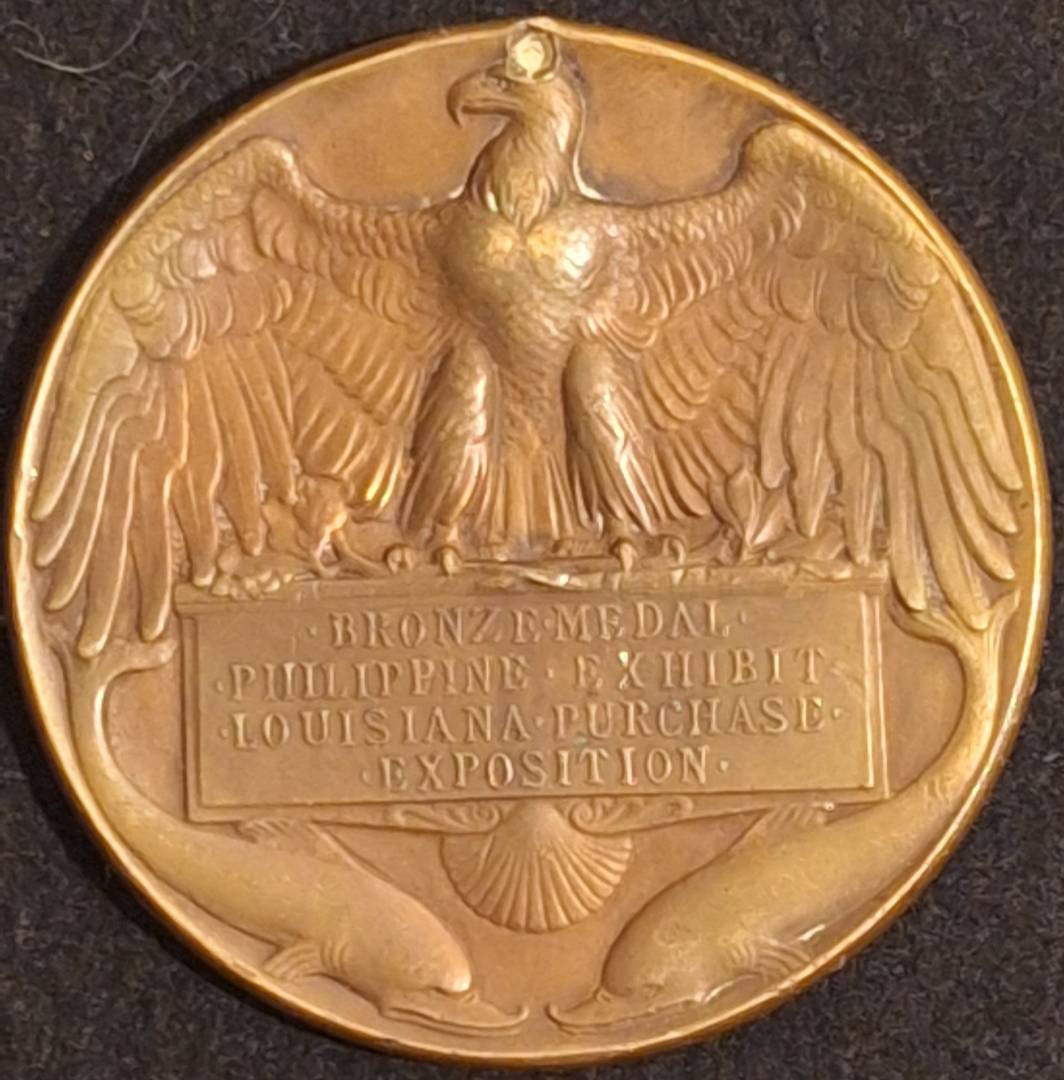 ·BRONZE·MEDAL·
·PHILIPPINE·EXHIBIT·
·LOUISIANA·PURCHASE·
·EXPOSITION·